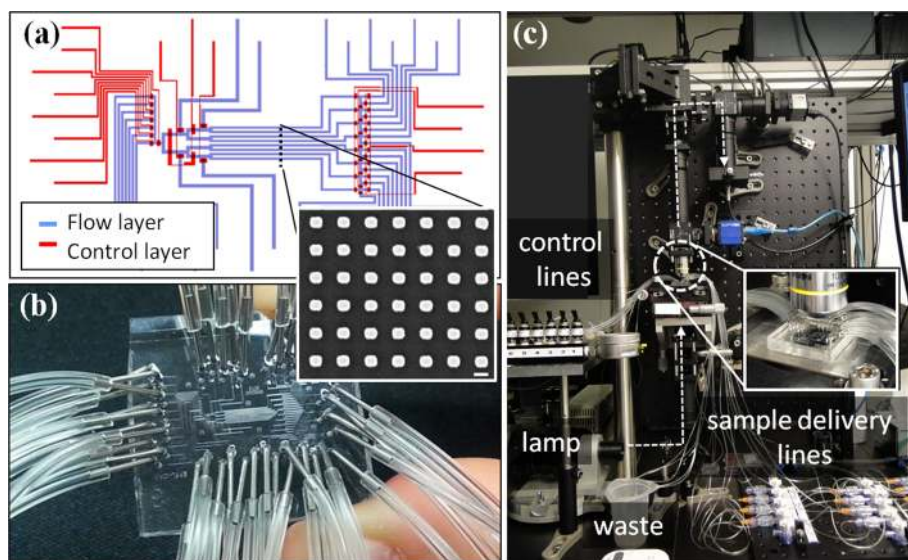 (a)
Flow layer
Control layer
(b)
(c)
control
lines
sample delivery
lines
lamp
waste